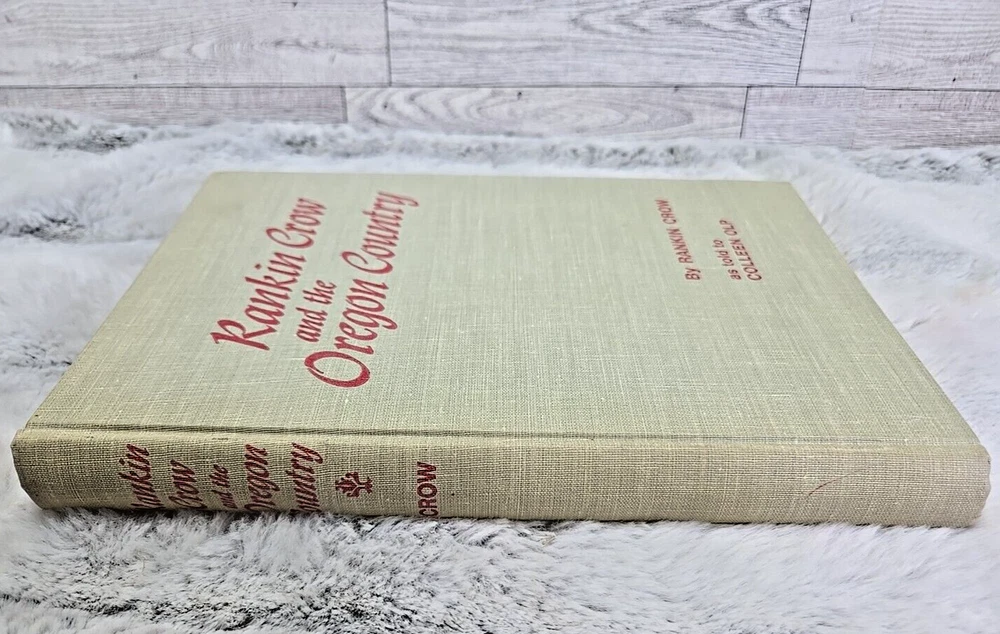 Rankin Crow
and the
Oregon Country
By RANKIN CROW
as told to
COLLEEN OLP
Rankin
Crow
and the
Oregon
Country
CROW